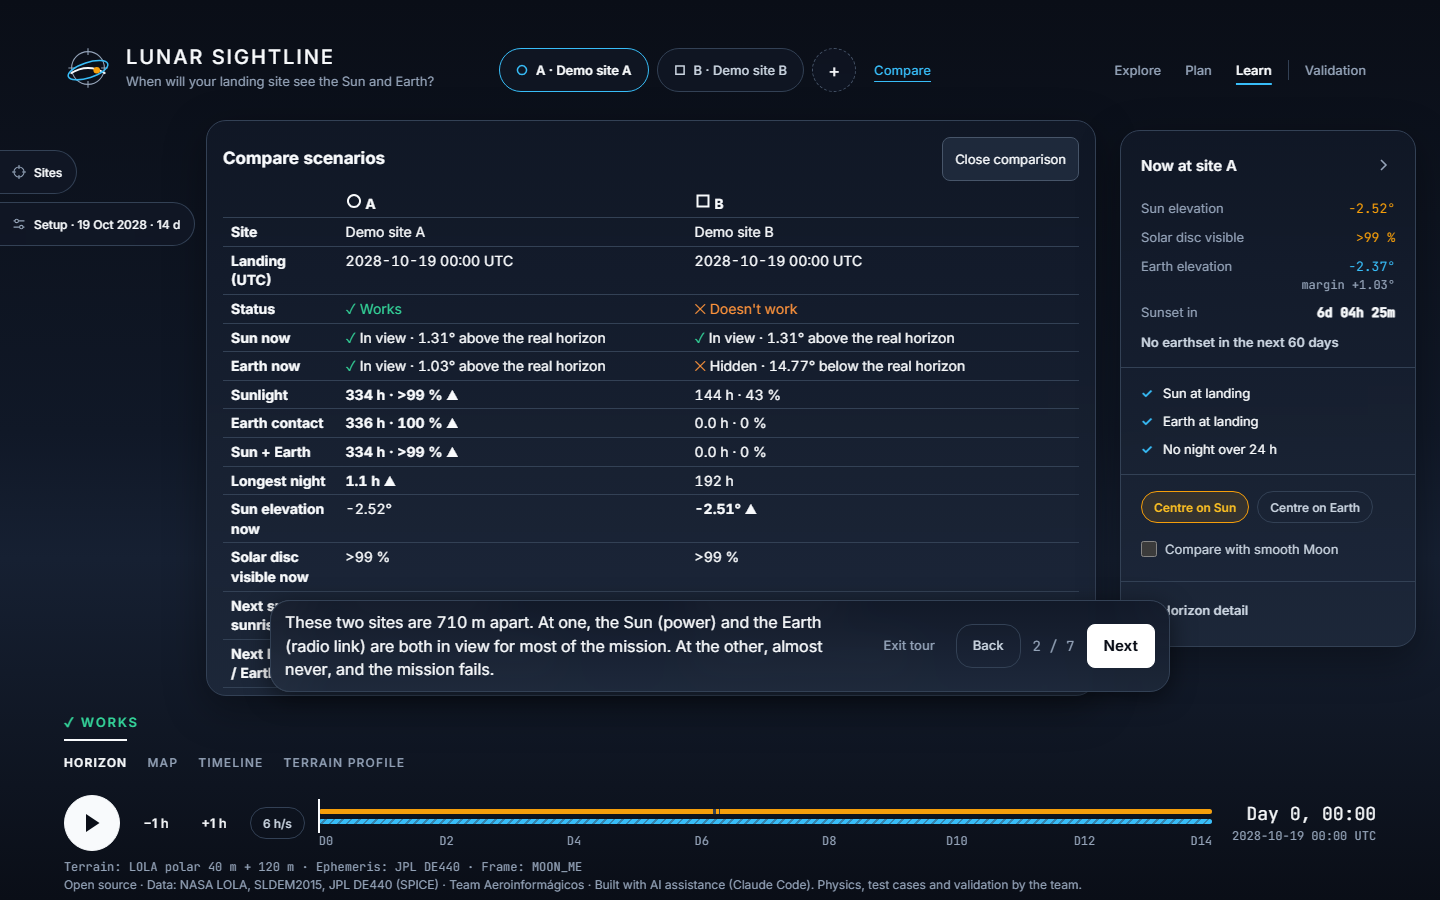 LUNAR SIGHTLINE
When will your landing site see the Sun and Earth?
A · Demo site A
B · Demo site B
+
Compare
Explore
Plan
Learn
Validation
Sites
Setup · 19 Oct 2028 · 14 d
Compare scenarios
Close comparison
A
B
Site Demo site A Demo site B
Landing (UTC) 2028-10-19 00:00 UTC 2028-10-19 00:00 UTC
Status ✓ Works ✕ Doesn't work
Sun now ✓ In view · 1.31° above the real horizon ✓ In view · 1.31° above the real horizon
Earth now ✓ In view · 1.03° above the real horizon ✕ Hidden · 14.77° below the real horizon
Sunlight 334 h · >99 % ▲ 144 h · 43 %
Earth contact 336 h · 100 % ▲ 0.0 h · 0 %
Sun + Earth 334 h · >99 % ▲ 0.0 h · 0 %
Longest night 1.1 h ▲ 192 h
Sun elevation now -2.52° -2.51° ▲
Solar disc visible now >99 % >99 %
Next
Next
These two sites are 710 m apart. At one, the Sun (power) and the Earth
(radio link) are both in view for most of the mission. At the other, almost
never, and the mission fails.
Exit tour
Back
2 / 7
Next
Now at site A
Sun elevation -2.52°
Solar disc visible >99 %
Earth elevation -2.37°
margin +1.03°
Sunset in 6d 04h 25m
No earthset in the next 60 days
Sun at landing
Earth at landing
No night over 24 h
Centre on Sun
Centre on Earth
Compare with smooth Moon
detail
✓ WORKS
HORIZON
MAP
TIMELINE
TERRAIN PROFILE
−1 h
+1 h
6 h/s
D0 D2 D4 D6 D8 D10 D12 D14
Day 0, 00:00
2028-10-19 00:00 UTC
Terrain: LOLA polar 40 m + 120 m · Ephemeris: JPL DE440 · Frame: MOON_ME
Open source · Data: NASA LOLA, SLDEM2015, JPL DE440 (SPICE) · Team Aeroinformágicos · Built with AI assistance (Claude Code). Physics, test cases and validation by the team.